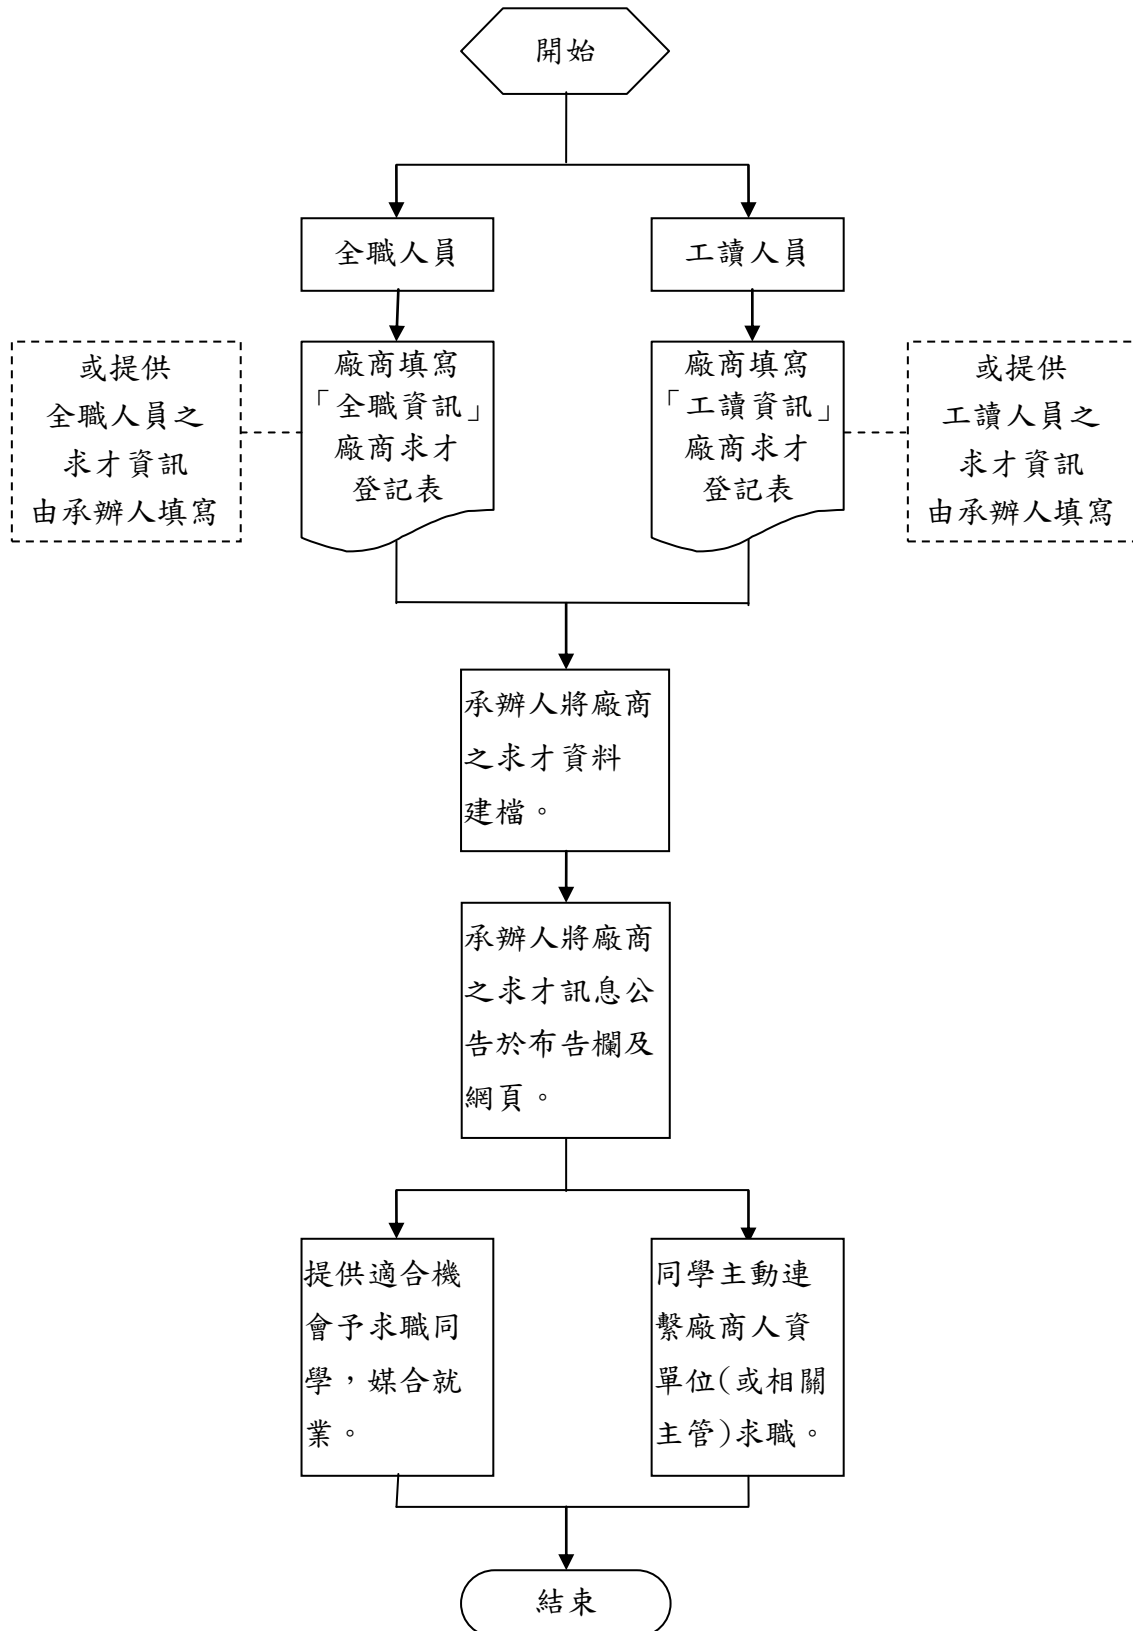 開始
全職人員
工讀人員
或提供
全職人員之
求才資訊
由承辦人填寫
廠商填寫
「全職資訊」
廠商求才
登記表
廠商填寫
「工讀資訊」
廠商求才
登記表
或提供
工讀人員之
求才資訊
由承辦人填寫
承辦人將廠商
之求才資料
建檔。
承辦人將廠商
之求才訊息公
告於布告欄及
網頁。
提供適合機
會予求職同
學，媒合就
業。
同學主動連
繫廠商人資
單位(或相關
主管)求職。
結束